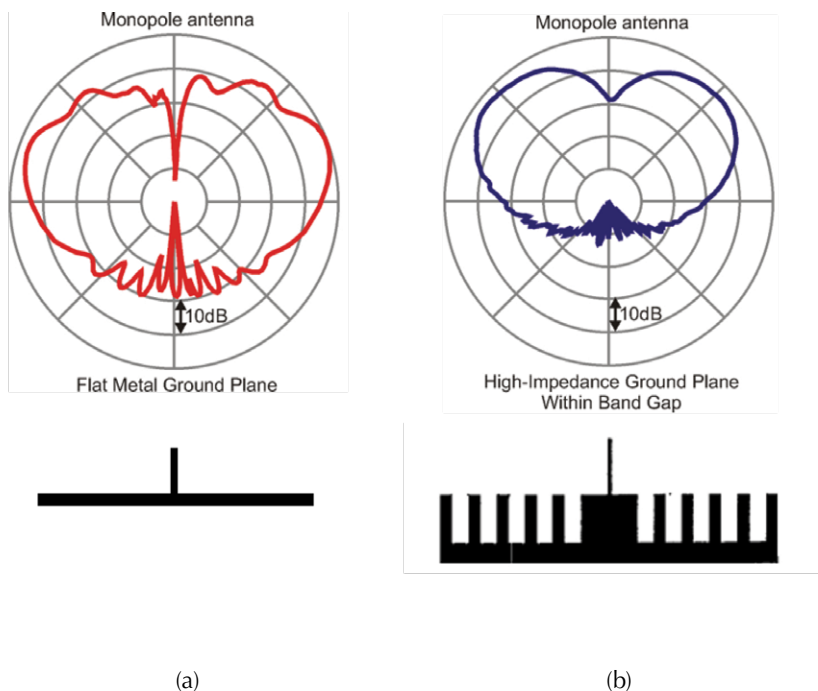 Monopole antenna
10dB
Flat Metal Ground Plane
Monopole antenna
10dB
High-Impedance Ground Plane
Within Band Gap
(a)
(b)